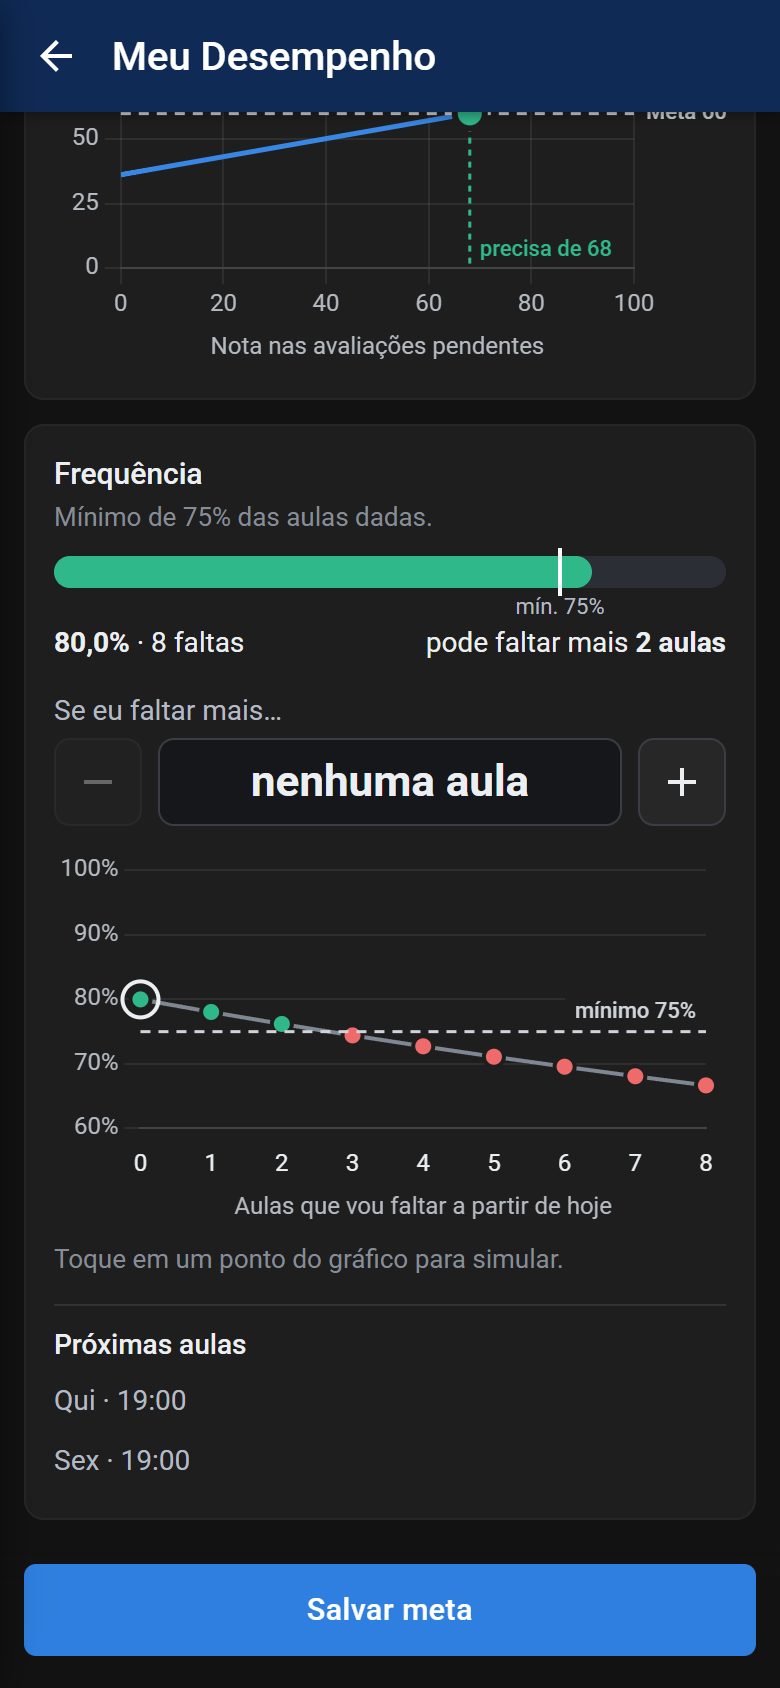 Meu Desempenho
Meta 60
50
25
0
precisa de 68
0 20 40 60 80 100
Nota nas avaliações pendentes
Frequência
Mínimo de 75% das aulas dadas.
mín. 75%
80,0% · 8 faltas pode faltar mais 2 aulas
Se eu faltar mais…
− nenhuma aula +
100%
90%
80%
mínimo 75%
70%
60%
0 1 2 3 4 5 6 7 8
Aulas que vou faltar a partir de hoje
Toque em um ponto do gráfico para simular.
Próximas aulas
Qui · 19:00
Sex · 19:00
Salvar meta